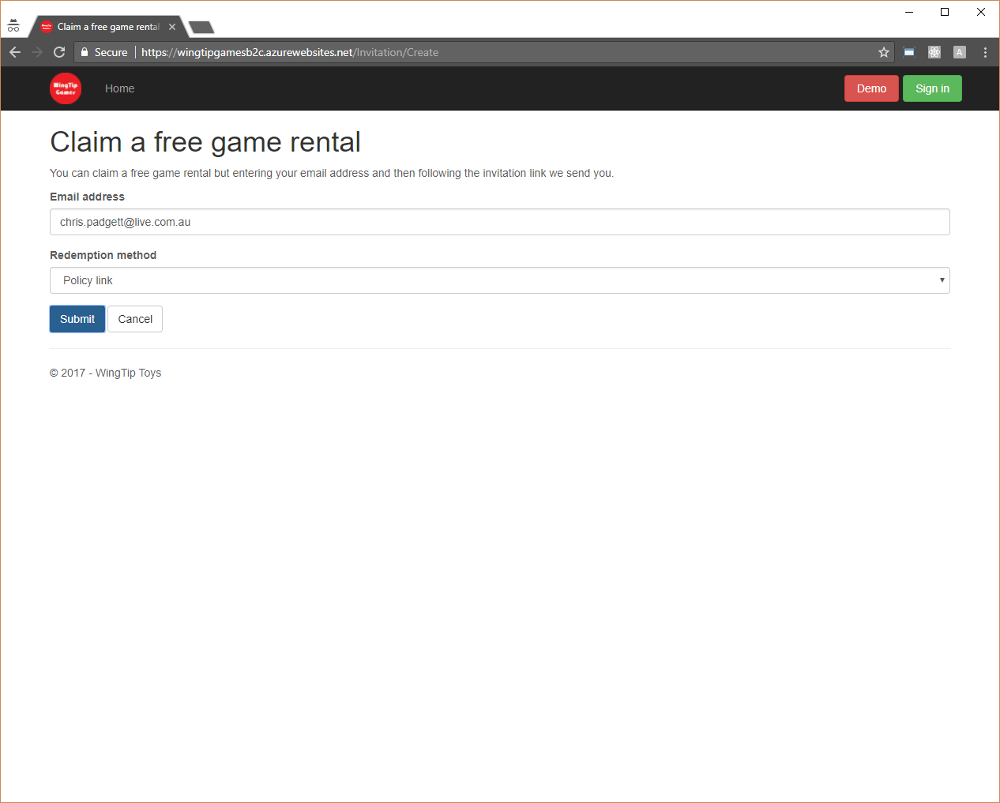 Claim a free game rental
Secure
https://wingtipgamesb2c.azurewebsites.net/Invitation/Create
A
WingTip
Games
Home
Demo
Sign in
Claim a free game rental
You can claim a free game rental but entering your email address and then following the invitation link we send you.
Email address
chris.padgett@live.com.au
Redemption method
Policy link
Submit
Cancel
© 2017 - WingTip Toys